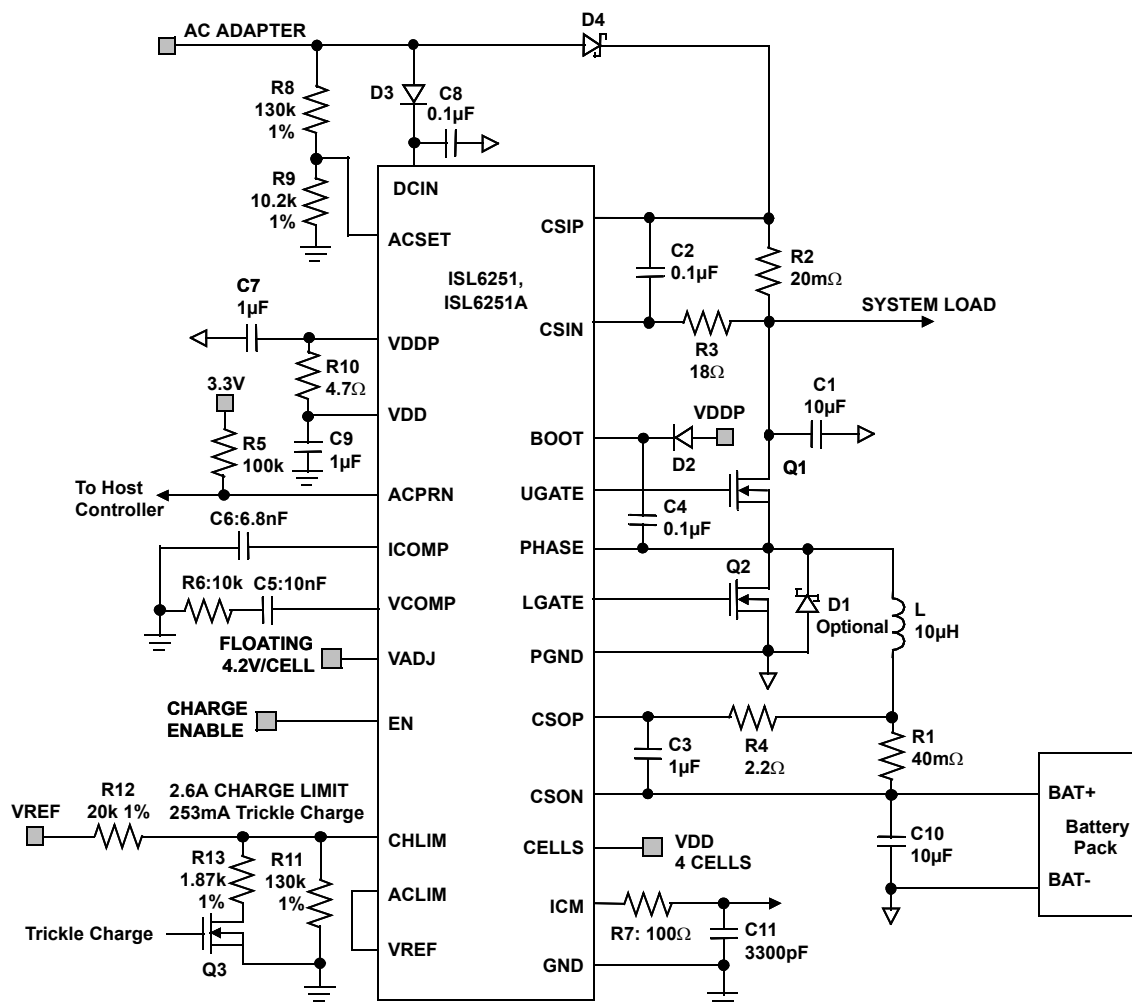 AC ADAPTER
D4
R8
130k
1%
D3
C8
0.1µF
R9
10.2k
1%
DCIN
ACSET
CSIP
C2
0.1µF
R2
20mΩ
ISL6251,
ISL6251A
C7
1µF
SYSTEM LOAD
CSIN
R3
18Ω
VDDP
R10
4.7Ω
3.3V
C1
10µF
VDD
VDDP
BOOT
D2
R5
100k
C9
1µF
Q1
To Host
Controller
ACPRN
UGATE
C4
0.1µF
C6:6.8nF
ICOMP
PHASE
Q2
R6:10k
C5:10nF
VCOMP
LGATE
D1
Optional
L
10µH
FLOATING
4.2V/CELL
VADJ
PGND
CHARGE
ENABLE
EN
CSOP
C3
1µF
R4
2.2Ω
R1
40mΩ
R12
20k 1%
2.6A CHARGE LIMIT
253mA Trickle Charge
VREF
CSON
BAT+
CHLIM
CELLS
VDD
4 CELLS
C10
10µF
Battery
Pack
R13
1.87k
1%
R11
130k
1%
BAT-
ACLIM
ICM
R7: 100Ω
C11
3300pF
Trickle Charge
Q3
VREF
GND